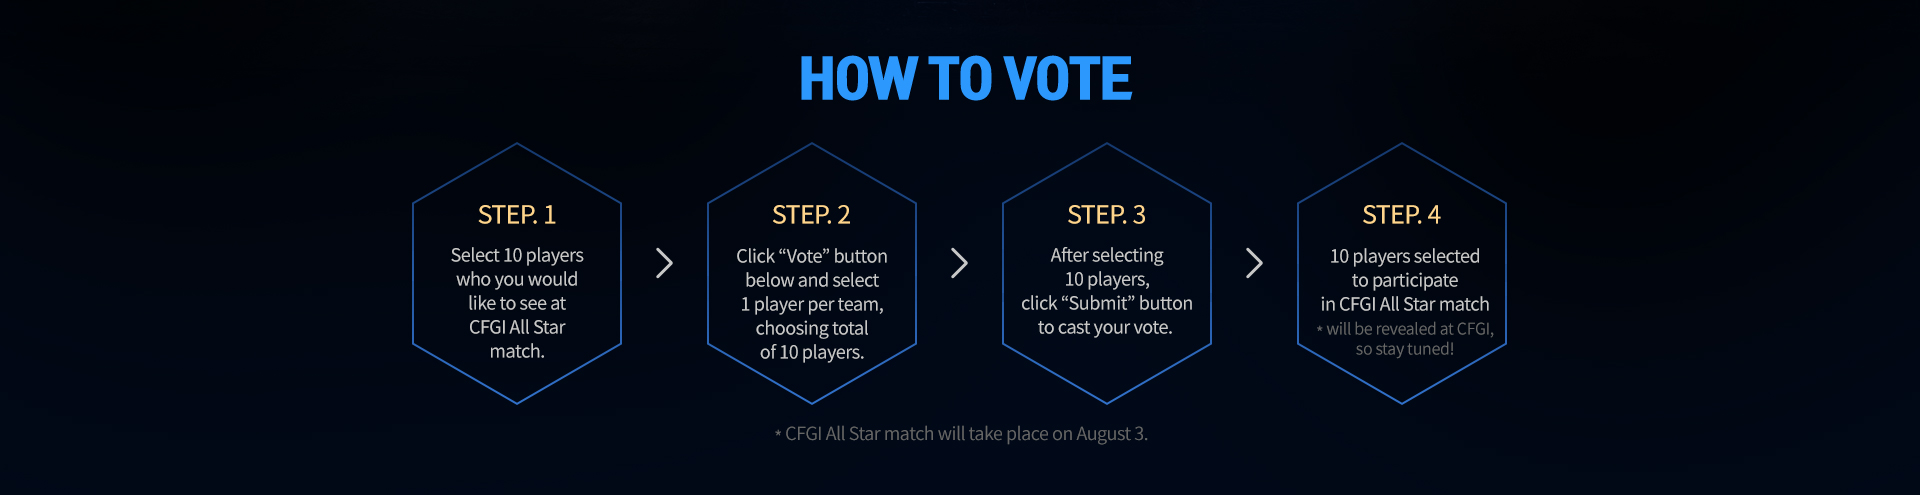 HOW TO VOTE
STEP. 1
Select 10 players
who you would
like to see at
CFGI All Star
match.
STEP. 2
Click “Vote” button
below and select
1 player per team,
choosing total
of 10 players.
STEP. 3
After selecting
10 players,
click “Submit” button
to cast your vote.
STEP. 4
10 players selected
to participate
in CFGI All Star match
* will be revealed at CFGI,
so stay tuned!
* CFGI All Star match will take place on August 3.